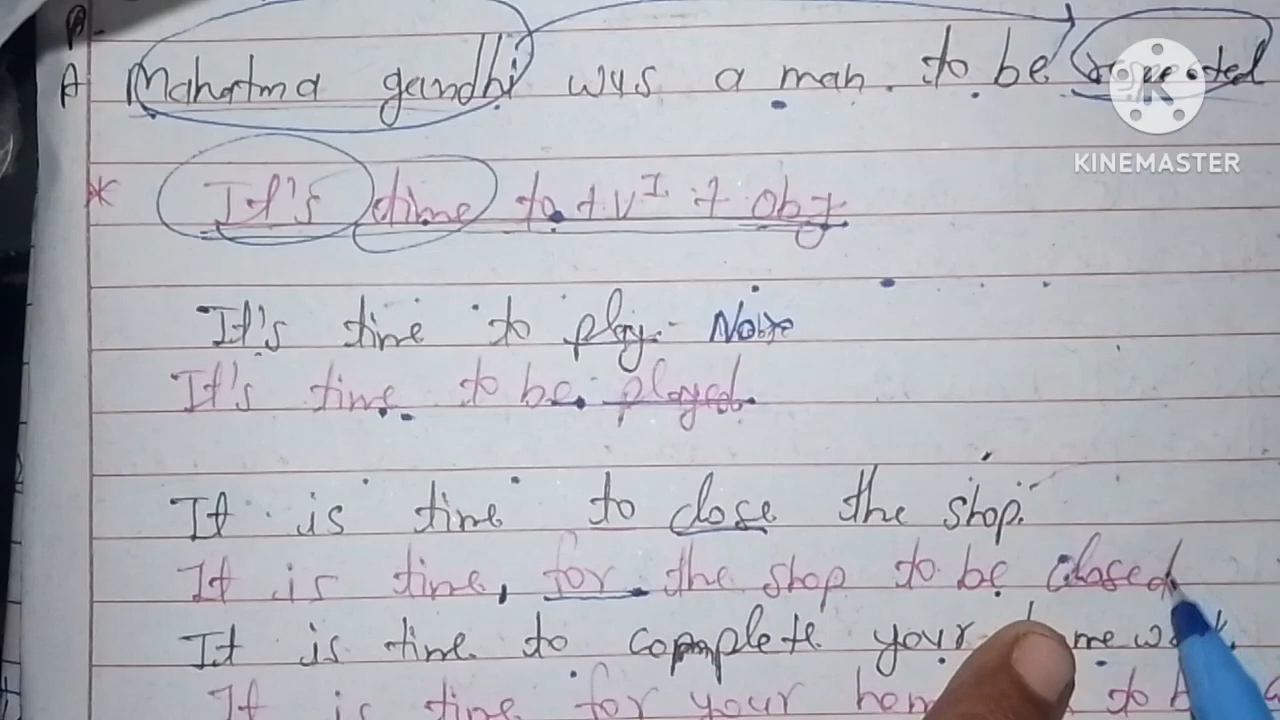 B.
A Mahatma gandhi was a man to be respected
KINEMASTER
* It's time to + V¹ + obj
It's time to play - No
It's time to be played.
It is time to close the shop.
It is time, for the shop to be closed
It is time to complete your
It is time for your to